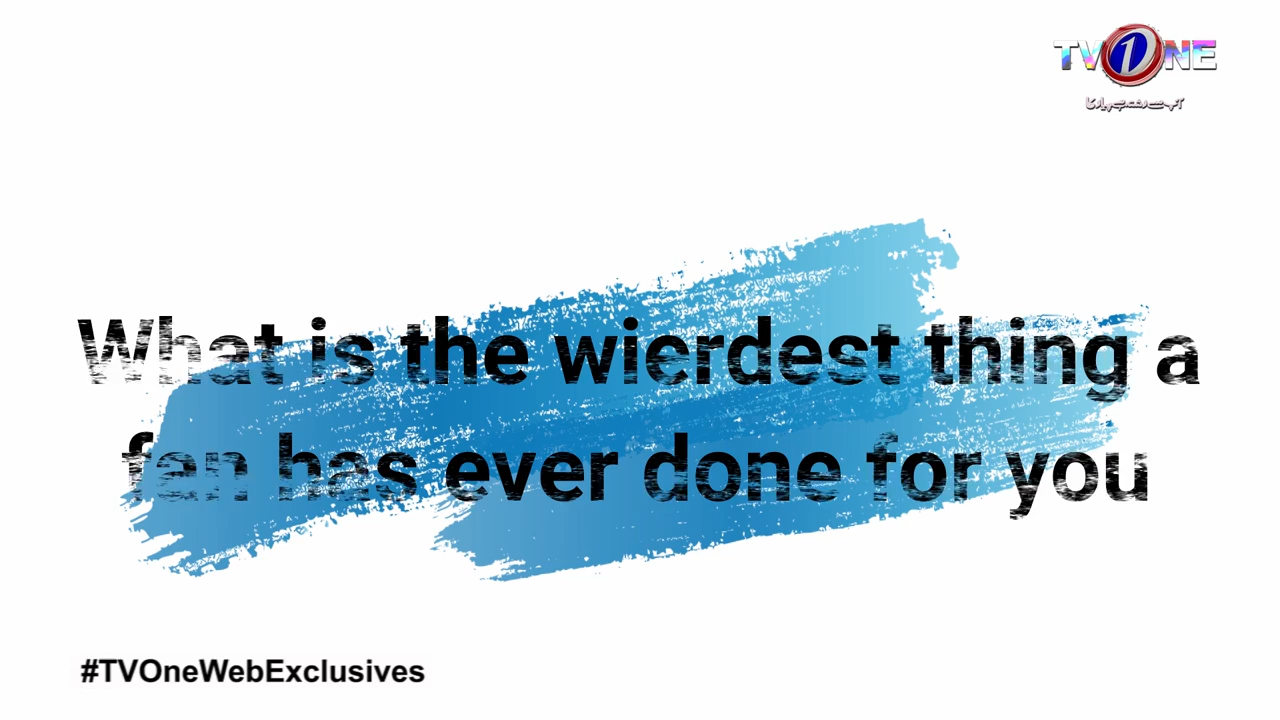 TVONE
What is the wierdest thing a
fan has ever done for you
#TVOneWebExclusives